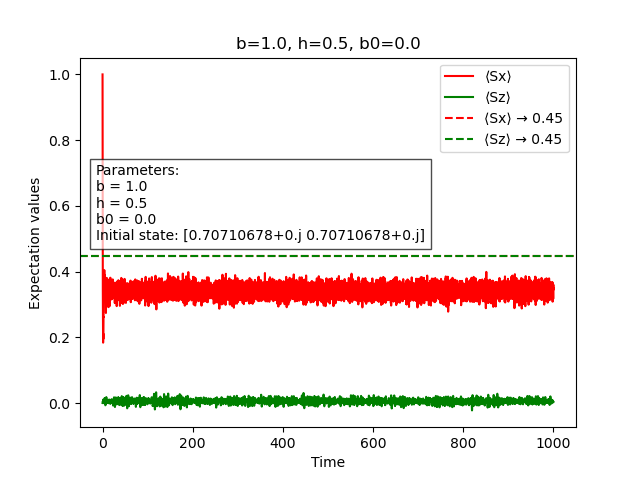 b=1.0, h=0.5, b0=0.0
1.0
0.8
0.6
0.4
0.2
0.0
Expectation values
⟨Sx⟩
⟨Sz⟩
⟨Sx⟩ → 0.45
⟨Sz⟩ → 0.45
Parameters:
b = 1.0
h = 0.5
b0 = 0.0
Initial state: [0.70710678+0.j 0.70710678+0.j]
0
200
400
600
800
1000
Time